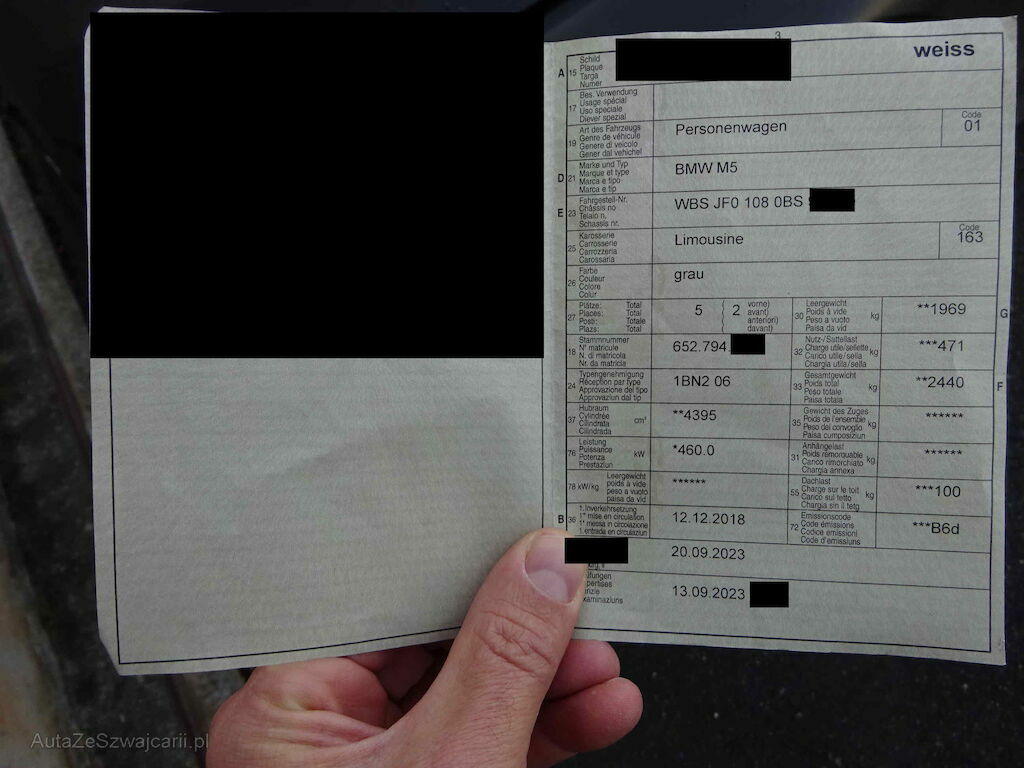 3
weiss
A 15 Schild
Plaque
Targa
Numer
17 Bes. Verwendung
Usage spécial
Uso speciale
Diever spezial
19 Art des Fahrzeugs
Genre de véhicule
Genere di veicolo
Gener dal vehichel
Personenwagen
Code
01
D 21 Marke und Typ
Marque et type
Marca e tipo
Marca e tip
BMW M5
E 23 Fahrgestell-Nr.
Châssis no
Telaio n.
Schassis nr.
WBS JF0 108 0BS
25 Karosserie
Carrosserie
Carrozzeria
Carossaria
Limousine
Code
163
26 Farbe
Couleur
Colore
Colur
grau
27 Plätze: Total
Places: Total
Posti: Totale
Plazs: Total
5 ( 2 vorne)
avant)
anteriori)
davant)
30 Leergewicht
Poids à vide
Peso a vuoto
Paisa da vid
kg
**1969
G
18 Stammnummer
N° matricule
N. di matricola
Nr. da matricla
652.794.
32 Nutz-/Sattellast
Charge utile/sellette
Carico utile/sella
Chargia utila/sella
kg
***471
24 Typengenehmigung
Réception par type
Approvazione del tipo
Approvaziun dal tip
1BN2 06
33 Gesamtgewicht
Poids total
Peso totale
Paisa totala
kg
**2440
F
37 Hubraum
Cylindrée
Cilindrata
Cilindrada
cm³
**4395
35 Gewicht des Zuges
Poids de l'ensemble
Peso del convoglio
Paisa cumposiziun
kg
******
76 Leistung
Puissance
Potenza
Prestaziun
kW
*460.0
31 Anhängelast
Poids remorquable
Carico rimorchiato
Chargia annexa
kg
******
78 kW/kg Leergewicht
poids à vide
peso a vuoto
paisa da vid
******
55 Dachlast
Charge sur le toit
Carico sul tetto
Chargia sin il tetg
kg
***100
B 36 1. Inverkehrsetzung
1re mise en circulation
1a messa in circolazione
1. entrada en circulaziun
12.12.2018
72 Emissionscode
Code émissions
Codice emissioni
Code d'emissiuns
***B6d
20.09.2023
13.09.2023
AutaZeSzwajcarii.pl